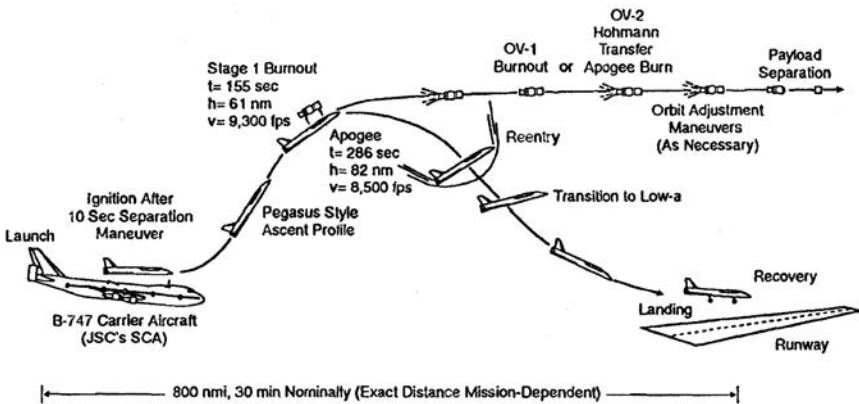 OV-2
Hohmann
Transfer
Apogee Burn
OV-1
Burnout or
Payload
Separation
Stage 1 Burnout
t= 155 sec
h= 61 nm
v= 9,300 fps
Orbit Adjustment
Maneuvers
(As Necessary)
Apogee
t= 286 sec
h= 82 nm
v= 8,500 fps
Reentry
Ignition After
10 Sec Separation
Maneuver
Pegasus Style
Ascent Profile
Transition to Low-a
Launch
B-747 Carrier Aircraft
(JSC's SCA)
Recovery
Landing
Runway
800 nmi, 30 min Nominally (Exact Distance Mission-Dependent)